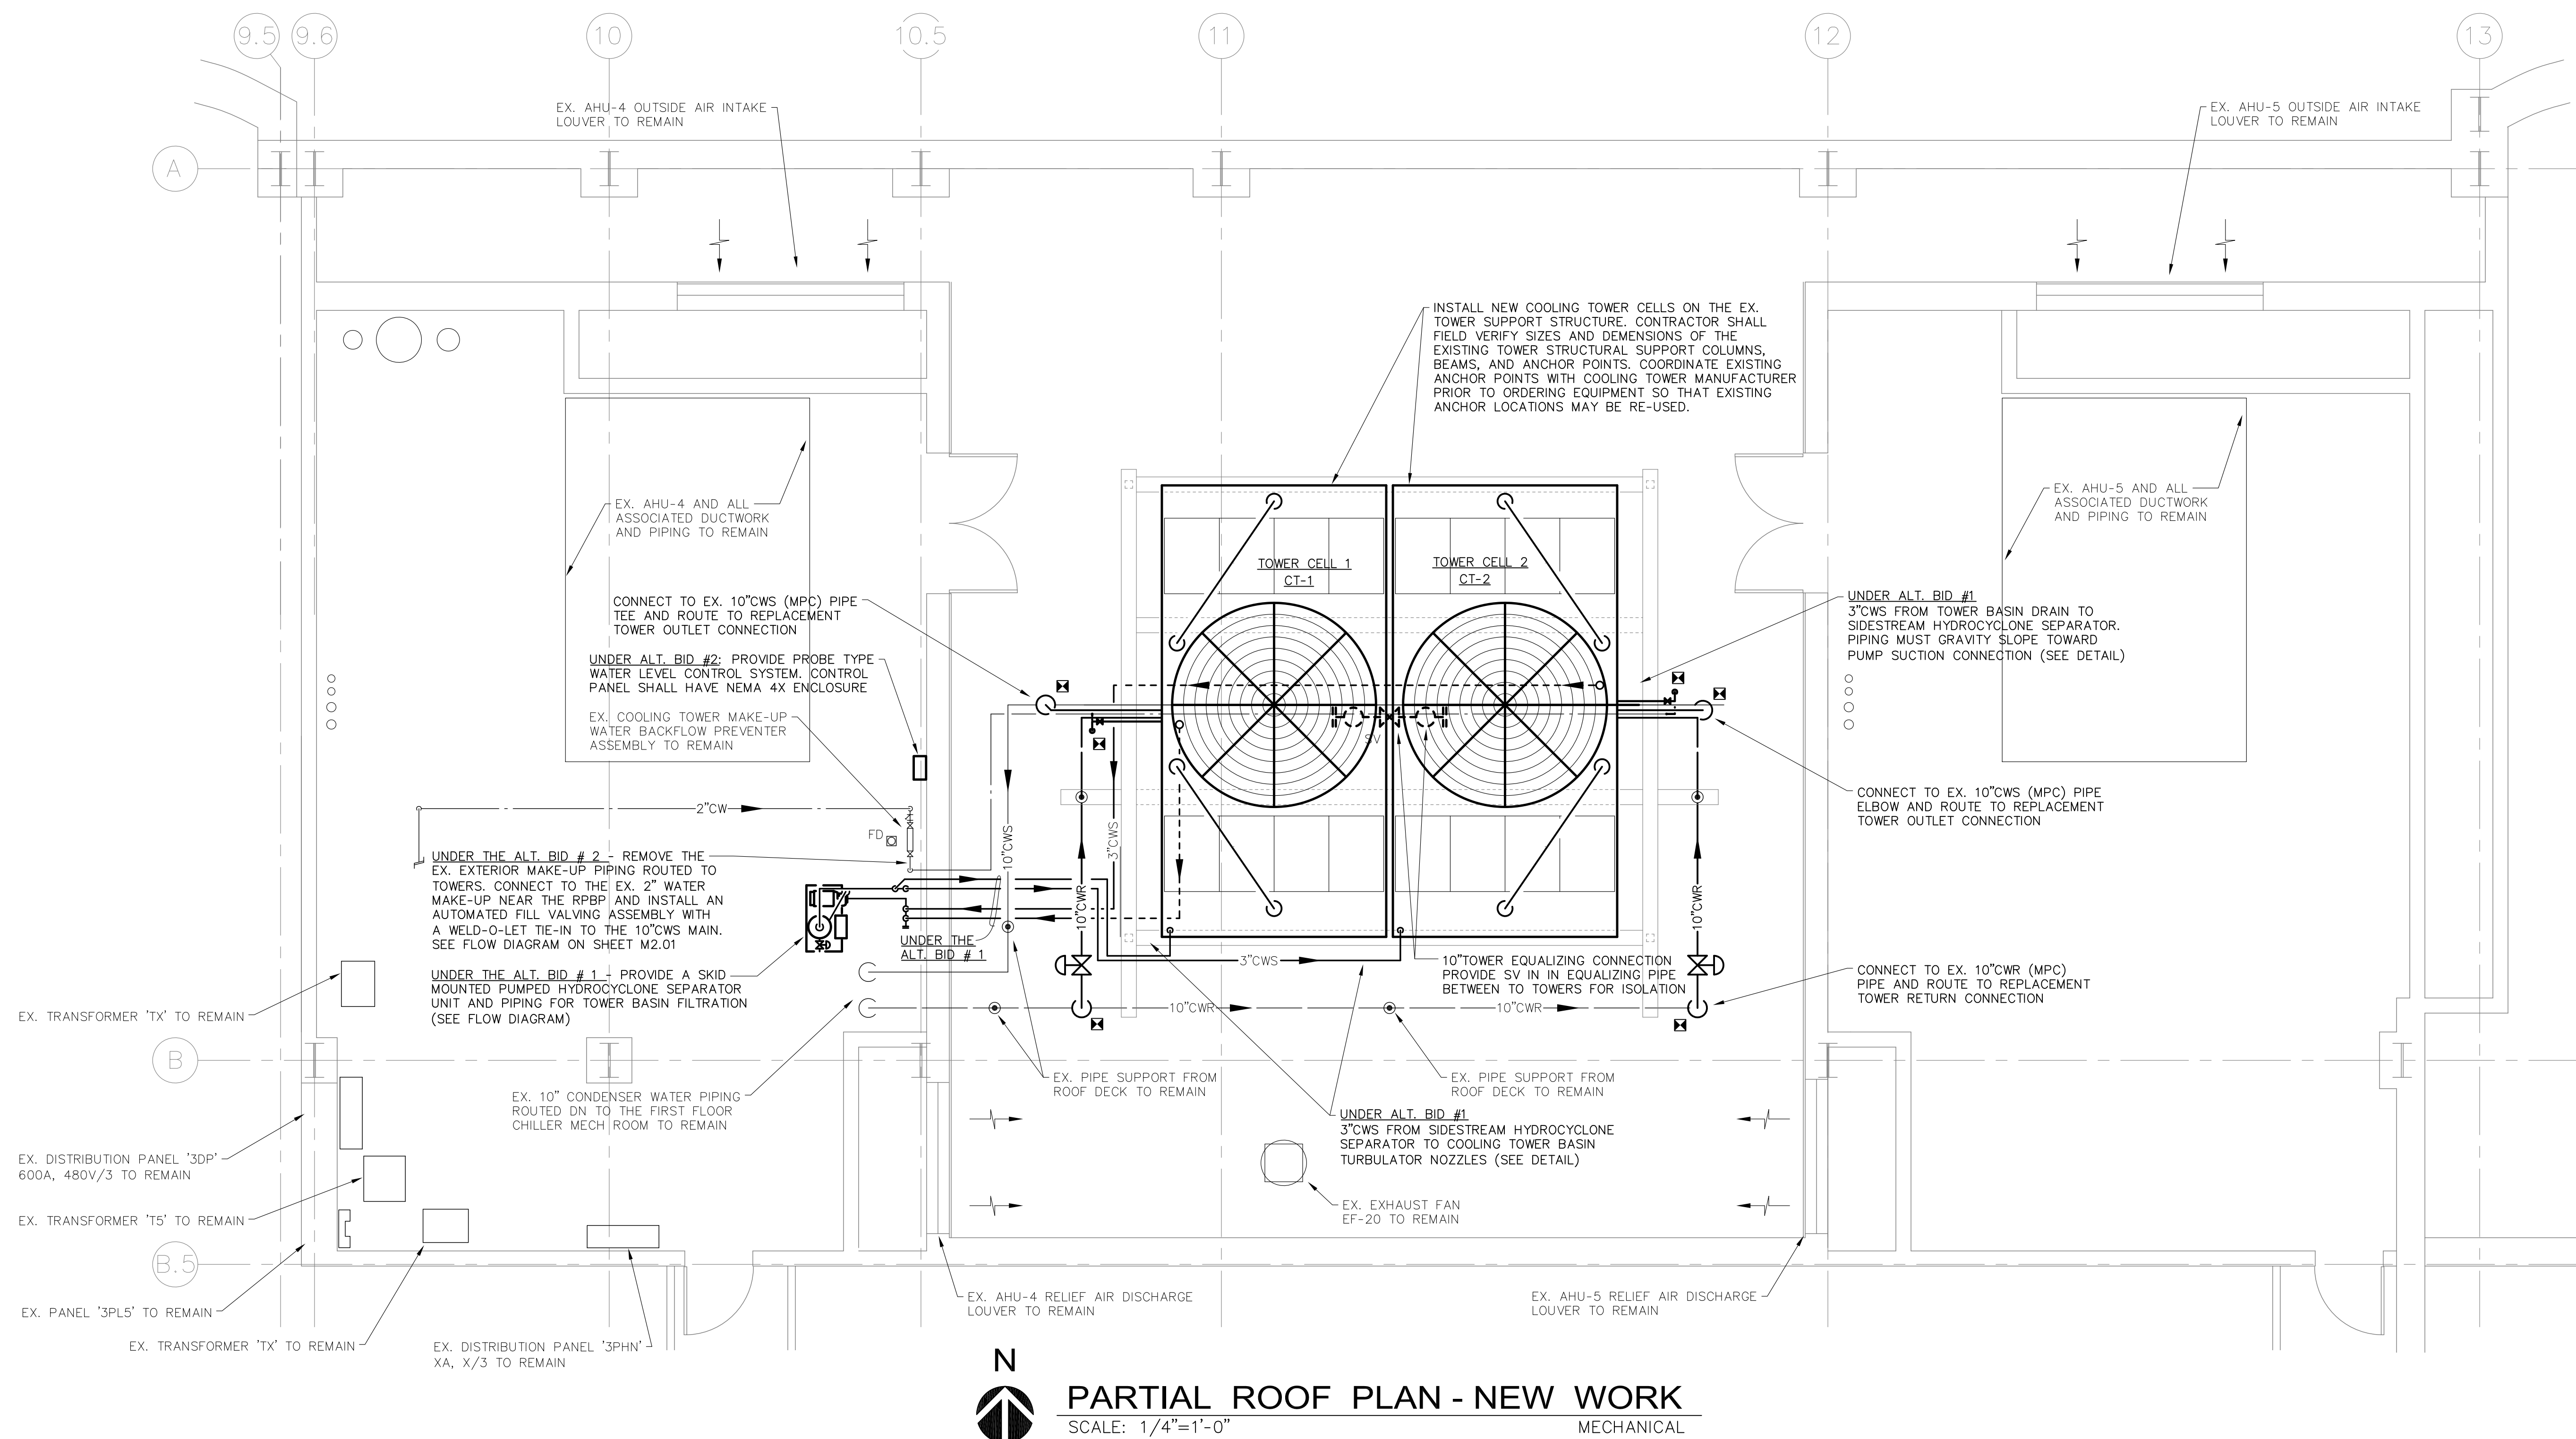 9.5
9.6
10
10.5
11
12
13
A
EX. AHU-4 OUTSIDE AIR INTAKE
LOUVER TO REMAIN
EX. AHU-5 OUTSIDE AIR INTAKE
LOUVER TO REMAIN
INSTALL NEW COOLING TOWER CELLS ON THE EX.
TOWER SUPPORT STRUCTURE. CONTRACTOR SHALL
FIELD VERIFY SIZES AND DEMENSIONS OF THE
EXISTING TOWER STRUCTURAL SUPPORT COLUMNS,
BEAMS, AND ANCHOR POINTS. COORDINATE EXISTING
ANCHOR POINTS WITH COOLING TOWER MANUFACTURER
PRIOR TO ORDERING EQUIPMENT SO THAT EXISTING
ANCHOR LOCATIONS MAY BE RE-USED.
EX. AHU-4 AND ALL
ASSOCIATED DUCTWORK
AND PIPING TO REMAIN
EX. AHU-5 AND ALL
ASSOCIATED DUCTWORK
AND PIPING TO REMAIN
TOWER CELL 1
CT-1
TOWER CELL 2
CT-2
CONNECT TO EX. 10"CWS (MPC) PIPE
TEE AND ROUTE TO REPLACEMENT
TOWER OUTLET CONNECTION
UNDER ALT. BID #2: PROVIDE PROBE TYPE
WATER LEVEL CONTROL SYSTEM. CONTROL
PANEL SHALL HAVE NEMA 4X ENCLOSURE
EX. COOLING TOWER MAKE-UP
WATER BACKFLOW PREVENTER
ASSEMBLY TO REMAIN
UNDER ALT. BID #1
3"CWS FROM TOWER BASIN DRAIN TO
SIDESTREAM HYDROCYCLONE SEPARATOR.
PIPING MUST GRAVITY SLOPE TOWARD
PUMP SUCTION CONNECTION (SEE DETAIL)
SV
2"CW
FD
10"CWS
3"CWS
10"CWR
10"CWR
CONNECT TO EX. 10"CWS (MPC) PIPE
ELBOW AND ROUTE TO REPLACEMENT
TOWER OUTLET CONNECTION
UNDER THE ALT. BID # 2 - REMOVE THE
EX. EXTERIOR MAKE-UP PIPING ROUTED TO
TOWERS. CONNECT TO THE EX. 2" WATER
MAKE-UP NEAR THE RPBP AND INSTALL AN
AUTOMATED FILL VALVING ASSEMBLY WITH
A WELD-O-LET TIE-IN TO THE 10"CWS MAIN.
SEE FLOW DIAGRAM ON SHEET M2.01
UNDER THE
ALT. BID # 1
UNDER THE ALT. BID # 1 - PROVIDE A SKID
MOUNTED PUMPED HYDROCYCLONE SEPARATOR
UNIT AND PIPING FOR TOWER BASIN FILTRATION
(SEE FLOW DIAGRAM)
3"CWS
10"TOWER EQUALIZING CONNECTION
PROVIDE SV IN IN EQUALIZING PIPE
BETWEEN TO TOWERS FOR ISOLATION
CONNECT TO EX. 10"CWR (MPC)
PIPE AND ROUTE TO REPLACEMENT
TOWER RETURN CONNECTION
10"CWR
10"CWR
EX. TRANSFORMER 'TX' TO REMAIN
B
EX. PIPE SUPPORT FROM
ROOF DECK TO REMAIN
EX. PIPE SUPPORT FROM
ROOF DECK TO REMAIN
EX. 10" CONDENSER WATER PIPING
ROUTED DN TO THE FIRST FLOOR
CHILLER MECH ROOM TO REMAIN
UNDER ALT. BID #1
3"CWS FROM SIDESTREAM HYDROCYCLONE
SEPARATOR TO COOLING TOWER BASIN
TURBULATOR NOZZLES (SEE DETAIL)
EX. DISTRIBUTION PANEL '3DP'
600A, 480V/3 TO REMAIN
EX. EXHAUST FAN
EF-20 TO REMAIN
EX. TRANSFORMER 'T5' TO REMAIN
B.5
EX. AHU-4 RELIEF AIR DISCHARGE
LOUVER TO REMAIN
EX. AHU-5 RELIEF AIR DISCHARGE
LOUVER TO REMAIN
EX. PANEL '3PL5' TO REMAIN
EX. TRANSFORMER 'TX' TO REMAIN
EX. DISTRIBUTION PANEL '3PHN'
XA, X/3 TO REMAIN
N
PARTIAL ROOF PLAN - NEW WORK
SCALE: 1/4"=1'-0"
MECHANICAL